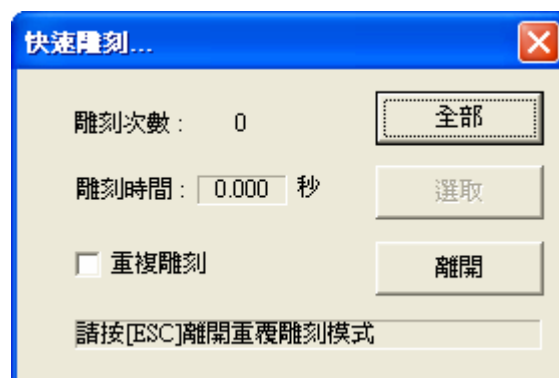 快速雕刻...
雕刻次數： 0
全部
雕刻時間： 0.000 秒
選取
重複雕刻
離開
請按[ESC]離開重覆雕刻模式